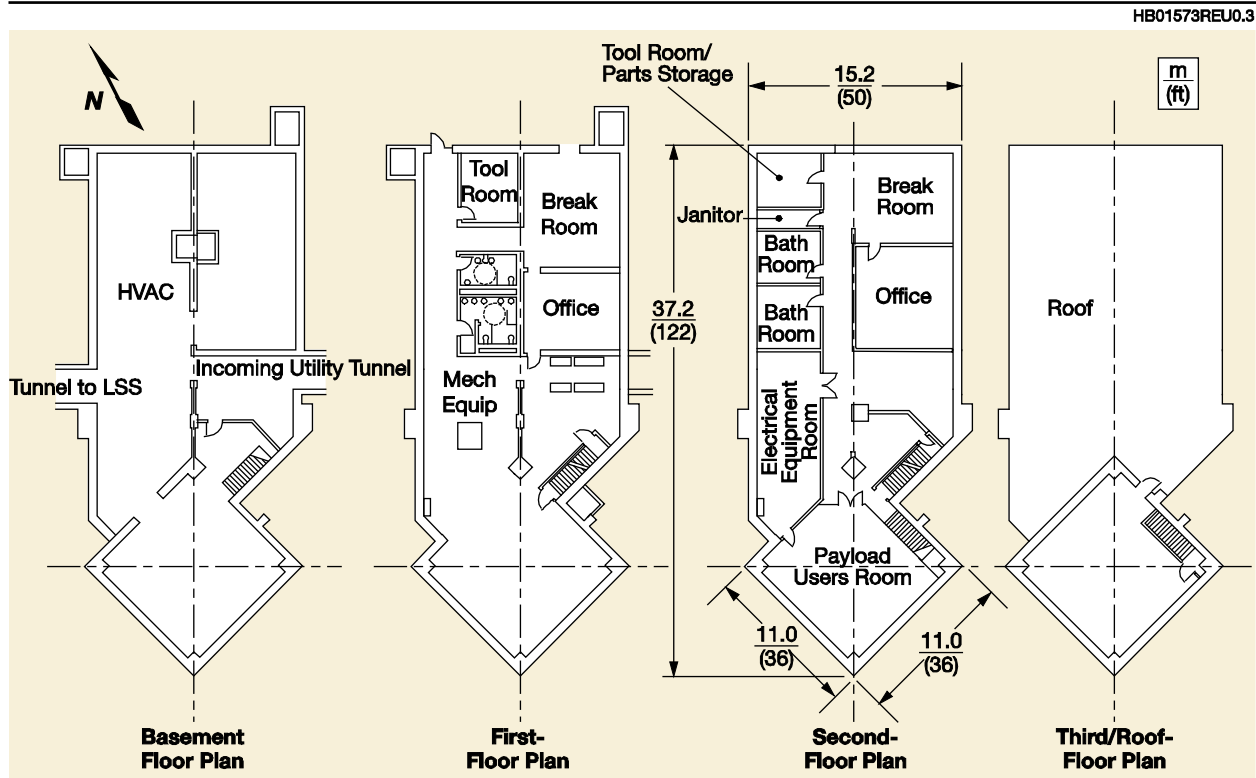 HB01573REU0.3
Tool Room/
Parts Storage
15.2
(50)
m
(ft)
N
Tool
Room
Break
Room
Break
Room
Janitor
Bath
Room
HVAC
Office
37.2
(122)
Office
Roof
Bath
Room
Incoming Utility Tunnel
Tunnel to LSS
Mech
Equip
Electrical
Equipment
Room
Payload
Users Room
11.0
(36)
11.0
(36)
Basement
Floor Plan
First-
Floor Plan
Second-
Floor Plan
Third/Roof-
Floor Plan